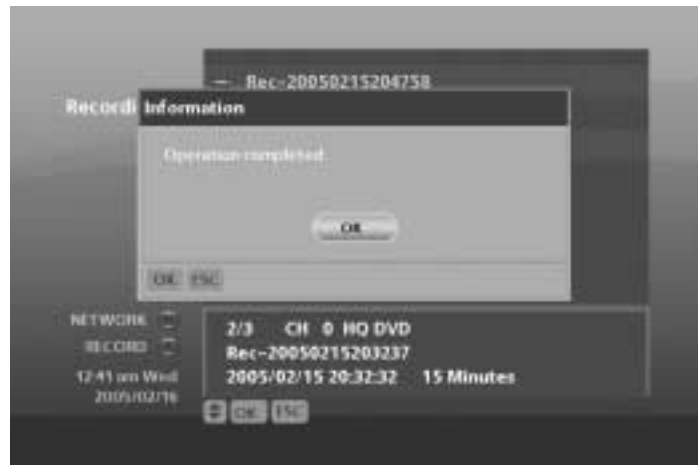 — Rec-20050215204758
Recordi
Information
Operation completed.
OK
OK ESC
NETWORK
RECORD
12:41 am Wed
2005/02/16
2/3 CH 0 HQ DVD
Rec-20050215203237
2005/02/15 20:32:32 15 Minutes
OK ESC